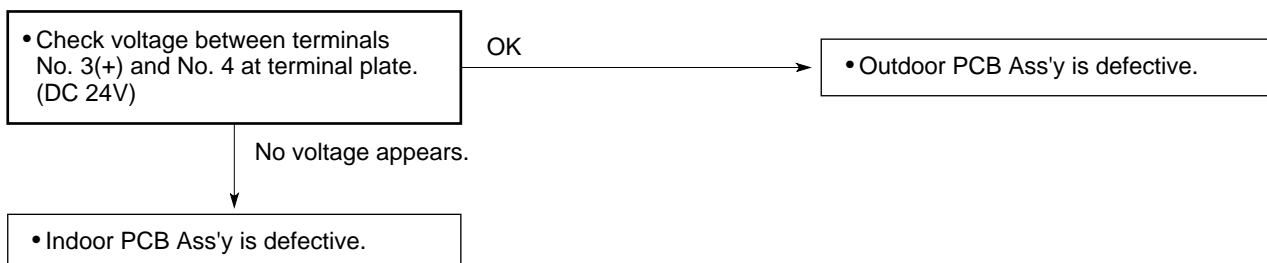 • Check voltage between terminals
No. 3(+) and No. 4 at terminal plate.
(DC 24V)
OK
• Outdoor PCB Ass'y is defective.
No voltage appears.
• Indoor PCB Ass'y is defective.